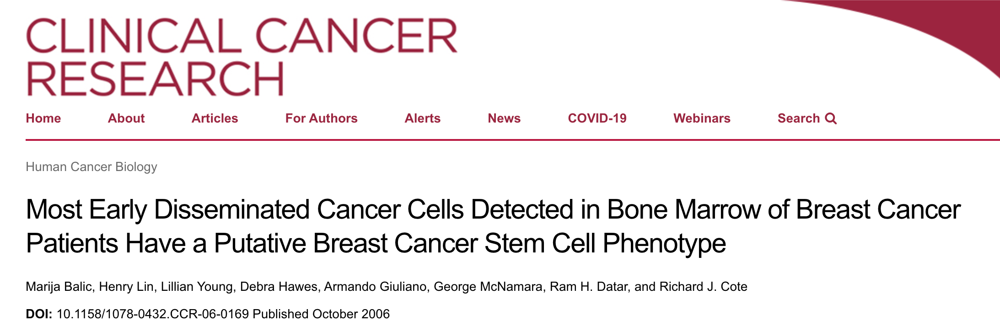 CLINICAL CANCER
RESEARCH
Home About Articles For Authors Alerts News COVID-19 Webinars Search
Human Cancer Biology
Most Early Disseminated Cancer Cells Detected in Bone Marrow of Breast Cancer
Patients Have a Putative Breast Cancer Stem Cell Phenotype
Marija Balic, Henry Lin, Lillian Young, Debra Hawes, Armando Giuliano, George McNamara, Ram H. Datar, and Richard J. Cote
DOI: 10.1158/1078-0432.CCR-06-0169 Published October 2006